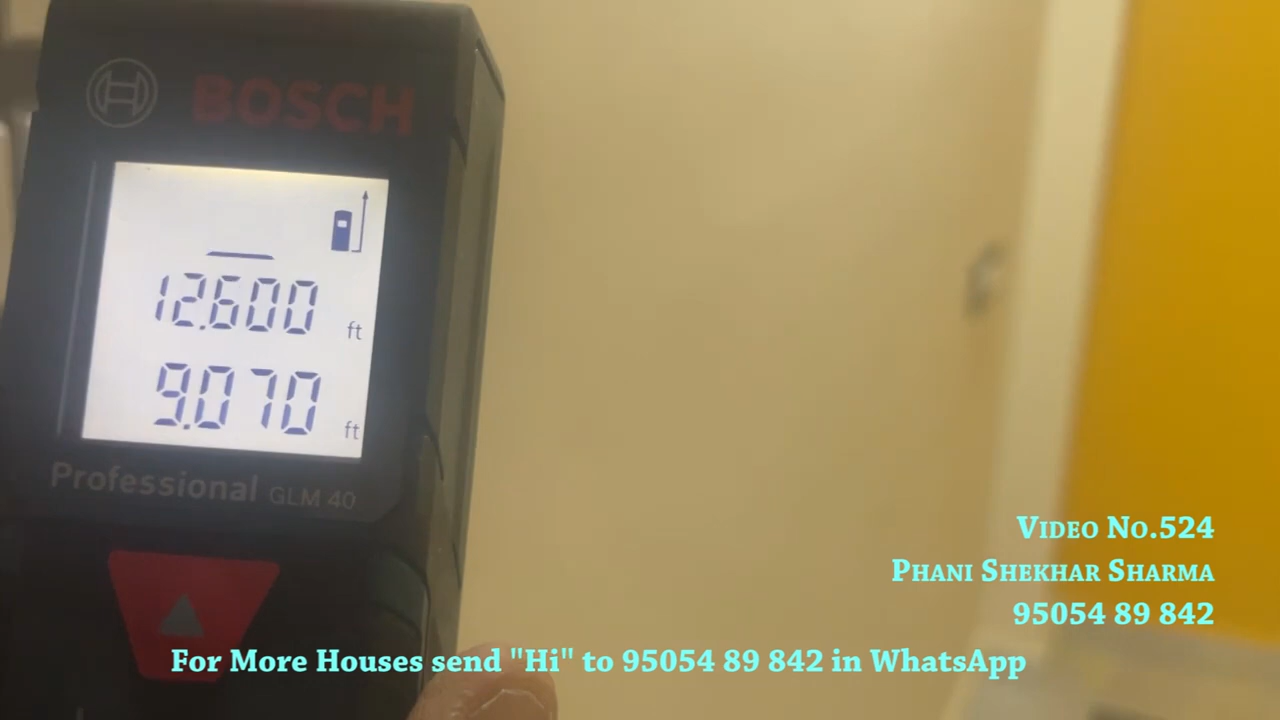 BOSCH
12.600 ft
9.070 ft
Professional GLM 40
Video No.524
Phani Shekhar Sharma
95054 89 842
For More Houses send "Hi" to 95054 89 842 in WhatsApp